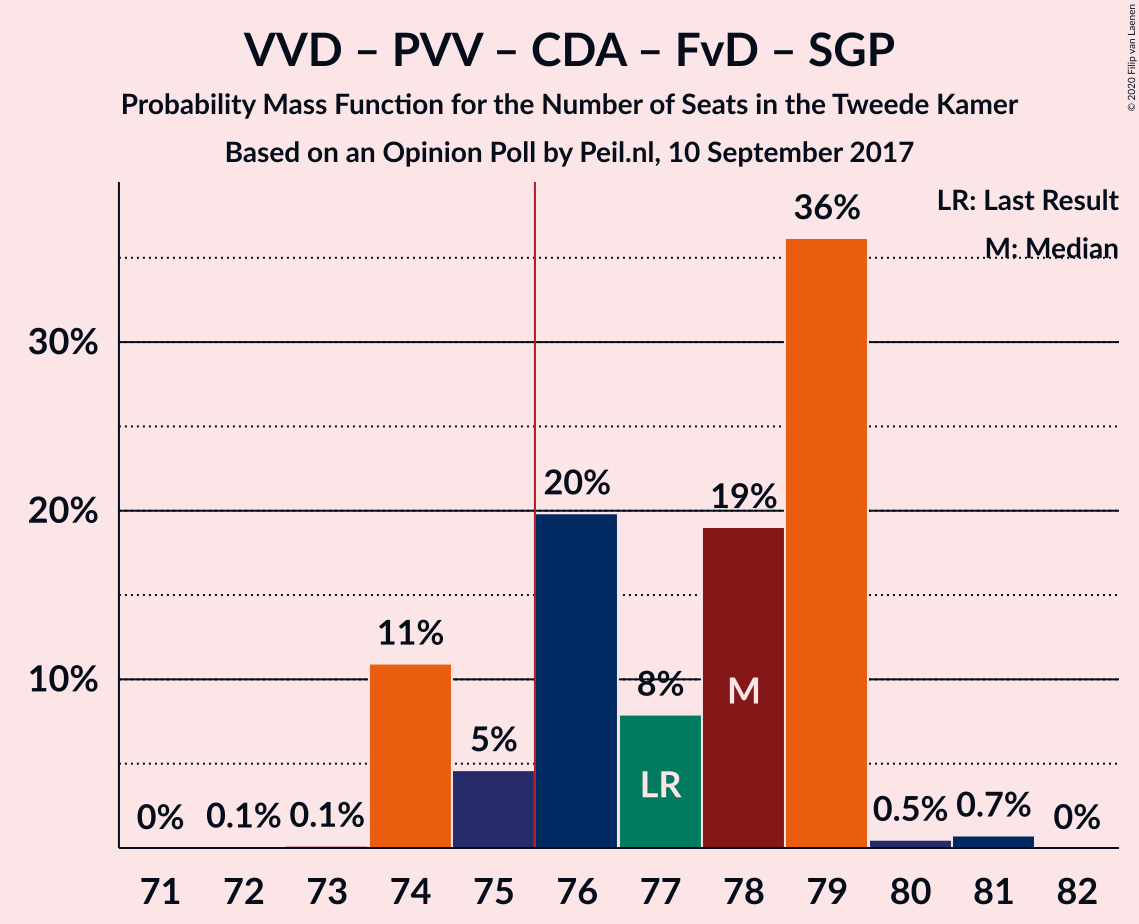 VVD – PVV – CDA – FvD – SGP
Probability Mass Function for the Number of Seats in the Tweede Kamer
Based on an Opinion Poll by Peil.nl, 10 September 2017
© 2020 Filip van Laenen
LR: Last Result
M: Median
30%
20%
10%
0%
0.1%
0.1%
11%
5%
20%
8%
19%
36%
0.5%
0.7%
0%
LR
M
71 72 73 74 75 76 77 78 79 80 81 82